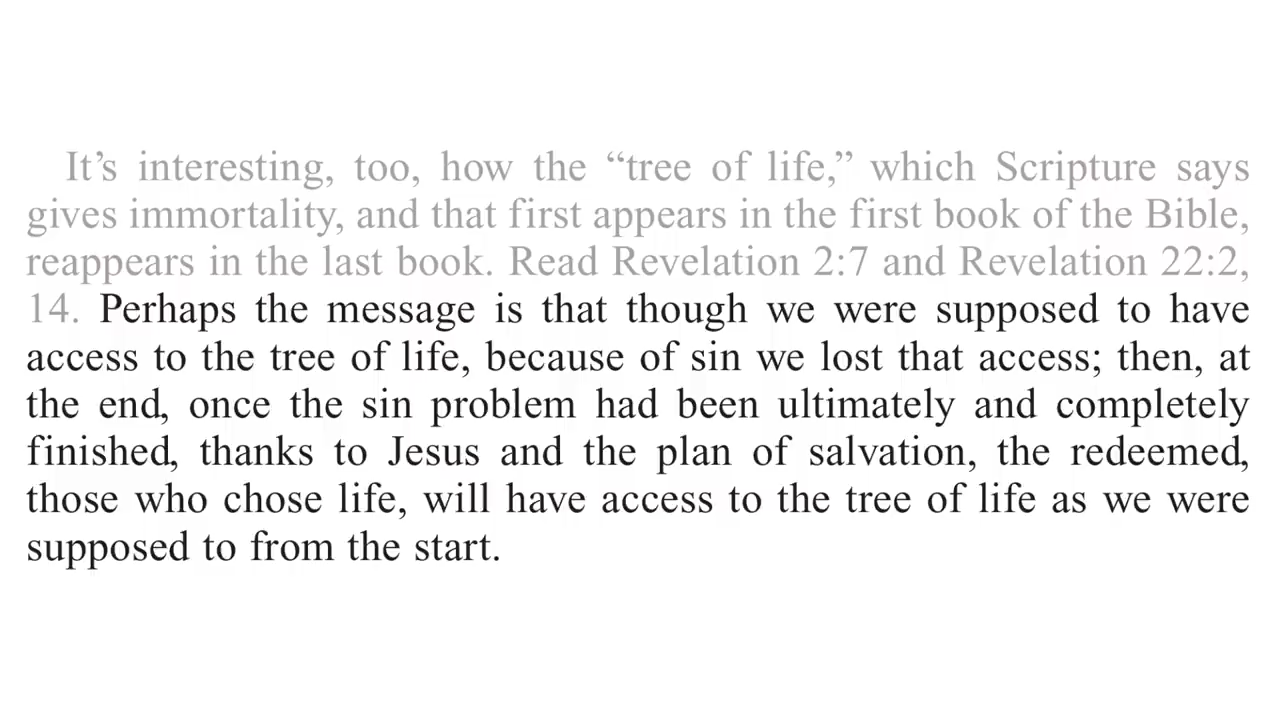 It’s interesting, too, how the “tree of life,” which Scripture says
gives immortality, and that first appears in the first book of the Bible,
reappears in the last book. Read Revelation 2:7 and Revelation 22:2,
14. Perhaps the message is that though we were supposed to have
access to the tree of life, because of sin we lost that access; then, at
the end, once the sin problem had been ultimately and completely
finished, thanks to Jesus and the plan of salvation, the redeemed,
those who chose life, will have access to the tree of life as we were
supposed to from the start.